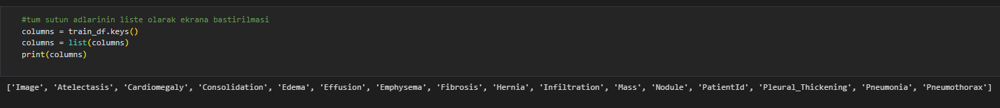 #tum sutun adlarinin liste olarak ekrana bastirilmasi
columns = train_df.keys()
columns = list(columns)
print(columns)
['Image', 'Atelectasis', 'Cardiomegaly', 'Consolidation', 'Edema', 'Effusion', 'Emphysema', 'Fibrosis', 'Hernia', 'Infiltration', 'Mass', 'Nodule', 'PatientId', 'Pleural_Thickening', 'Pneumonia', 'Pneumothorax']